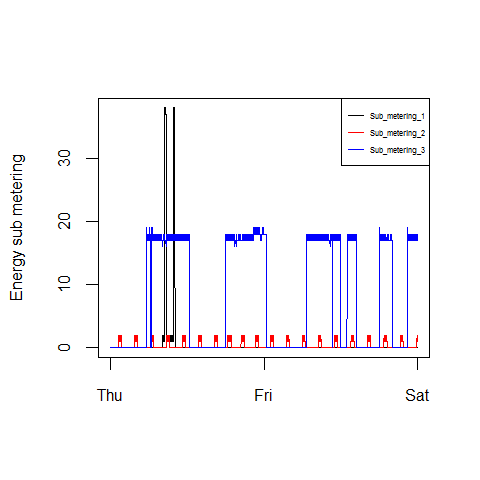 Energy sub metering
30
20
10
0
Thu
Fri
Sat
Sub_metering_1
Sub_metering_2
Sub_metering_3